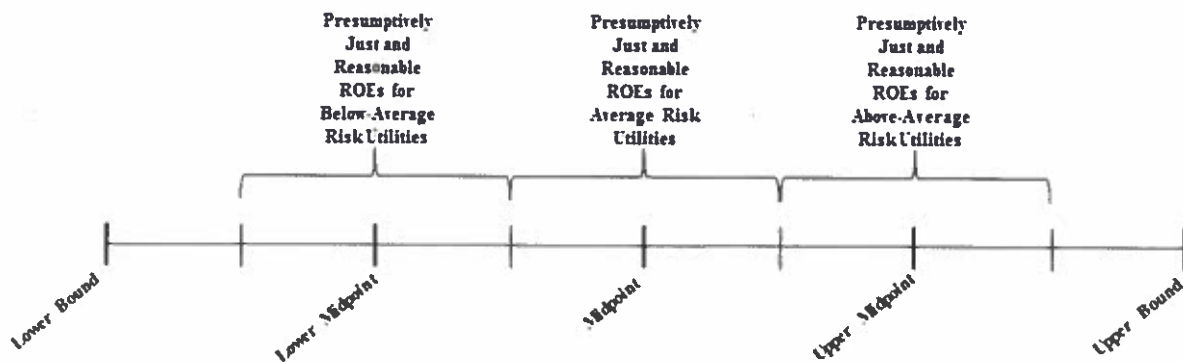 Presumptively
Just and
Reasonable
ROEs for
Below-Average
Risk Utilities
Presumptively
Just and
Reasonable
ROEs for
Average Risk
Utilities
Presumptively
Just and
Reasonable
ROEs for
Above-Average
Risk Utilities
Lower Bound
Lower Midpoint
Midpoint
Upper Midpoint
Upper Bound